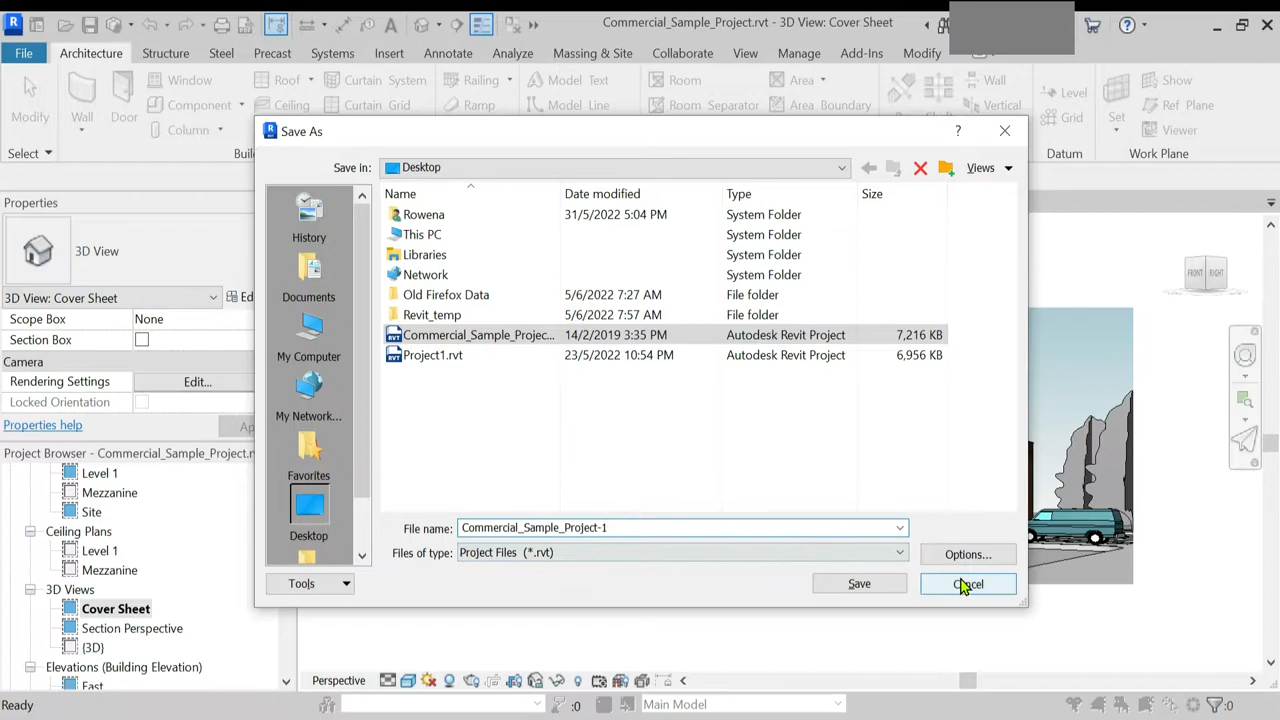 Commercial_Sample_Project.rvt - 3D View: Cover Sheet
File Architecture Structure Steel Precast Systems Insert Annotate Analyze Massing & Site Collaborate View Manage Add-Ins Modify
Window Roof Curtain System Railing Model Text Room Area Wall Show
Component Ceiling Curtain Grid Ramp Model Line Room Separator Area Boundary Vertical Level Ref Plane
Modify Wall Door Column Grid Set Viewer
Select Buil Datum Work Plane
Save As
Save in: Desktop Views
Properties
3D View
3D View: Cover Sheet Ed
Scope Box None
Section Box
Camera
Rendering Settings Edit...
Locked Orientation
Properties help Ap
Project Browser - Commercial_Sample_Project.rv
Level 1
Mezzanine
Site
Ceiling Plans
Level 1
Mezzanine
3D Views
Cover Sheet
Section Perspective
{3D}
Elevations (Building Elevation)
East
History
Documents
My Computer
My Network...
Favorites
Desktop
Name Date modified Type Size
Rowena 31/5/2022 5:04 PM System Folder
This PC System Folder
Libraries System Folder
Network System Folder
Old Firefox Data 5/6/2022 7:27 AM File folder
Revit_temp 5/6/2022 7:57 AM File folder
Commercial_Sample_Projec... 14/2/2019 3:35 PM Autodesk Revit Project 7,216 KB
Project1.rvt 23/5/2022 10:54 PM Autodesk Revit Project 6,956 KB
File name: Commercial_Sample_Project-1
Files of type: Project Files (*.rvt) Options...
Tools Save Cancel
FRONT RIGHT
Perspective
Ready :0 Main Model :0